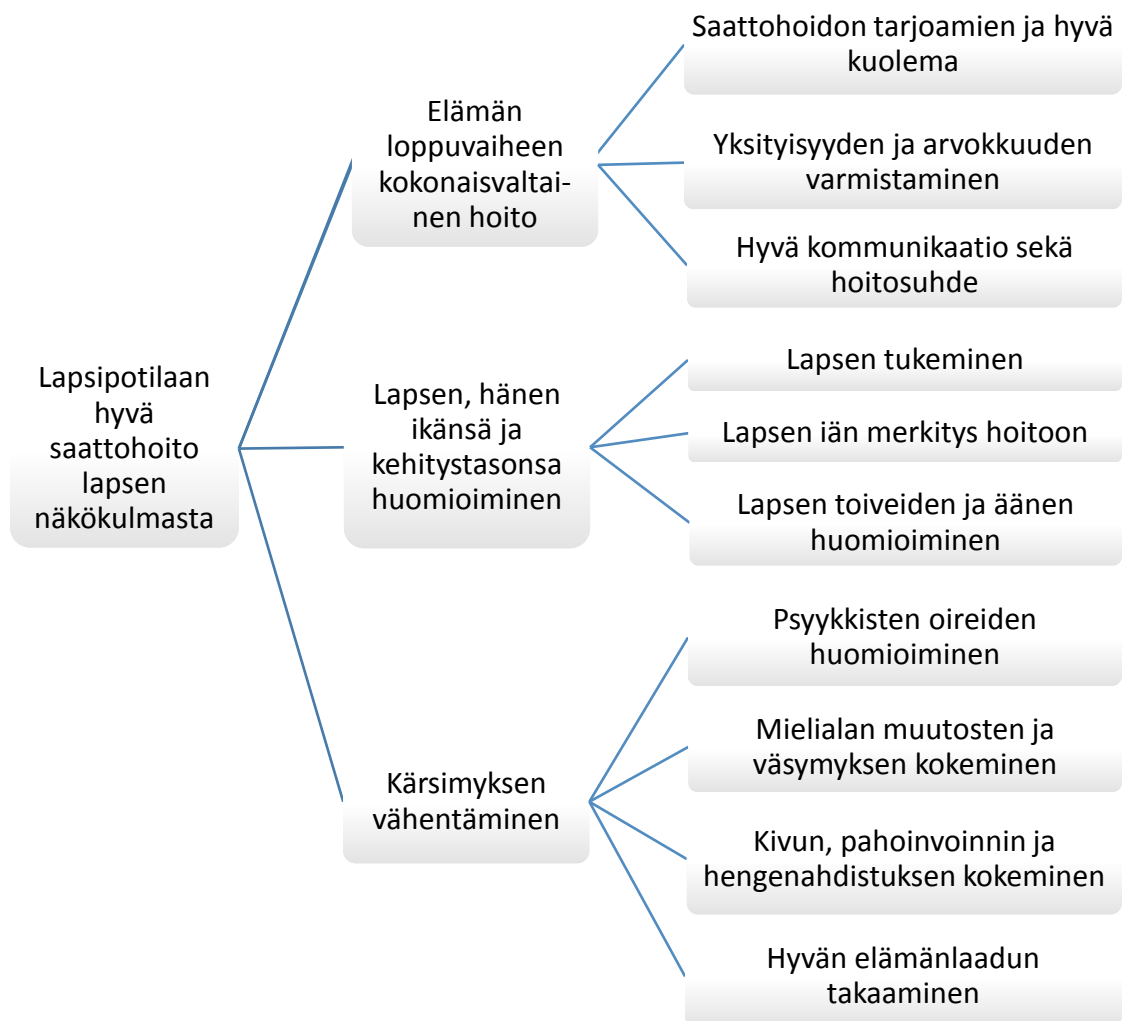 Lapsipotilaan
hyvä
saattohoito
lapsen
näkökulmasta
Elämän
loppuvaiheen
kokonaisvaltai-
nen hoito
Saattohoidon tarjoamien ja hyvä
kuolema
Yksityisyyden ja arvokkuuden
varmistaminen
Hyvä kommunikaatio sekä
hoitosuhde
Lapsen, hänen
ikänsä ja
kehitystasonsa
huomioiminen
Lapsen tukeminen
Lapsen iän merkitys hoitoon
Lapsen toiveiden ja äänen
huomioiminen
Kärsimyksen
vähentäminen
Psyykkisten oireiden
huomioiminen
Mielialan muutosten ja
väsymyksen kokeminen
Kivun, pahoinvoinnin ja
hengenahdistuksen kokeminen
Hyvän elämänlaadun
takaaminen